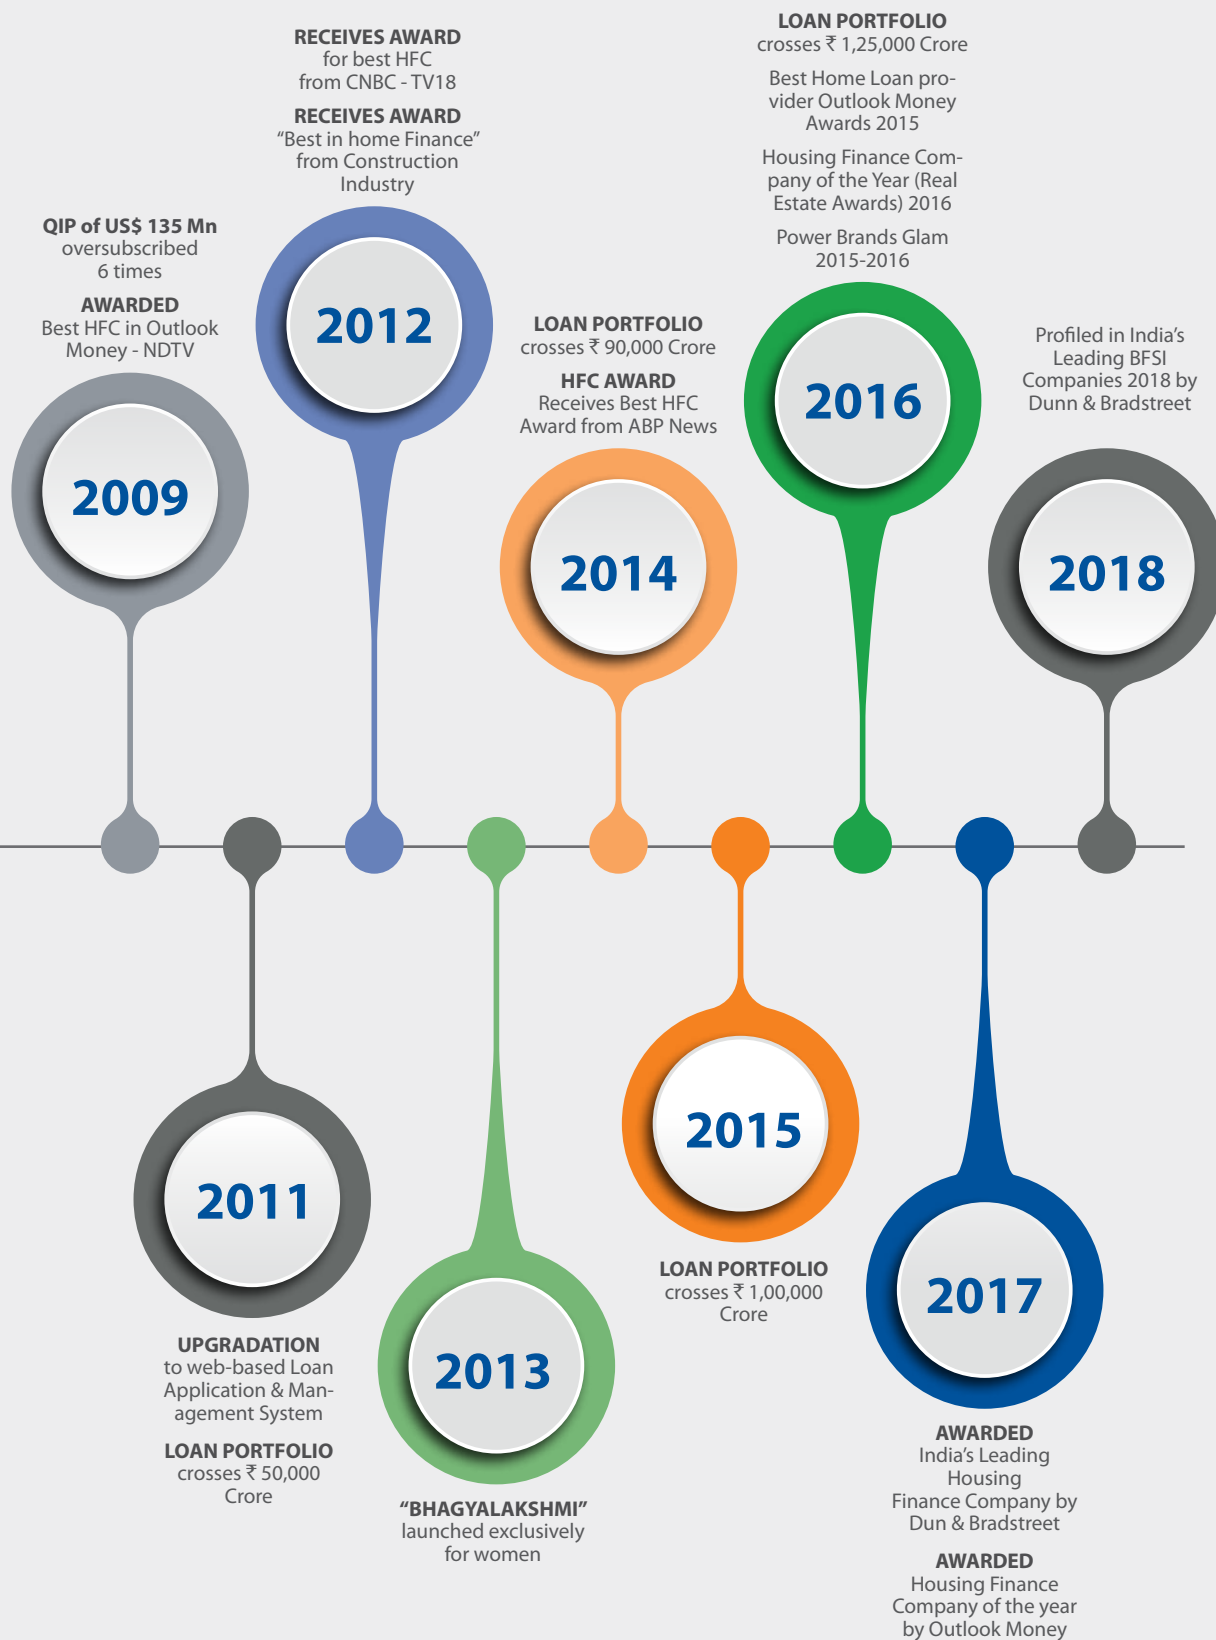 QIP of US$ 135 Mn
oversubscribed
6 times
AWARDED
Best HFC in Outlook
Money - NDTV
2009
UPGRADATION
to web-based Loan
Application & Man-
agement System
LOAN PORTFOLIO
crosses ₹ 50,000
Crore
2011
RECEIVES AWARD
for best HFC
from CNBC - TV18
RECEIVES AWARD
“Best in home Finance”
from Construction
Industry
2012
2013
“BHAGYALAKSHMI”
launched exclusively
for women
LOAN PORTFOLIO
crosses ₹ 90,000 Crore
HFC AWARD
Receives Best HFC
Award from ABP News
2014
2015
LOAN PORTFOLIO
crosses ₹ 1,00,000
Crore
LOAN PORTFOLIO
crosses ₹ 1,25,000 Crore
Best Home Loan pro-
vider Outlook Money
Awards 2015
Housing Finance Com-
pany of the Year (Real
Estate Awards) 2016
Power Brands Glam
2015-2016
2016
2017
AWARDED
India’s Leading
Housing
Finance Company by
Dun & Bradstreet
AWARDED
Housing Finance
Company of the year
by Outlook Money
Profiled in India’s
Leading BFSI
Companies 2018 by
Dunn & Bradstreet
2018